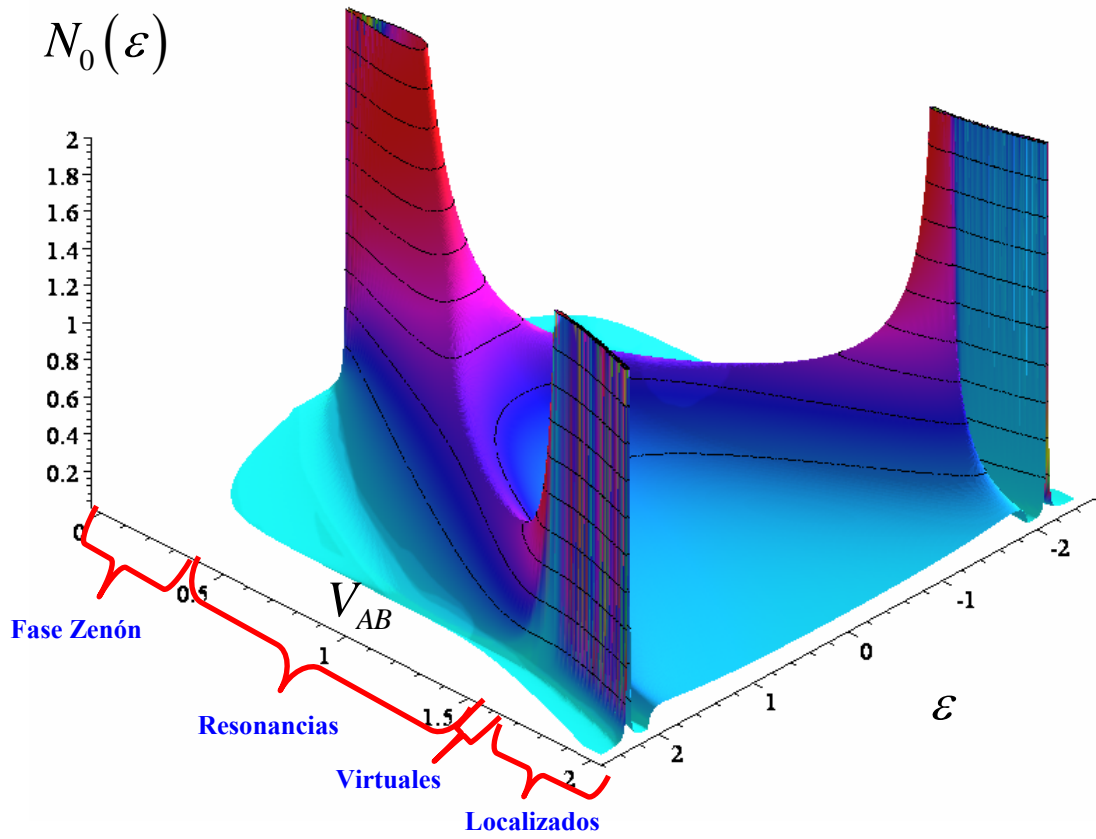 N₀(ε)
2
1.8
1.6
1.4
1.2
1
0.8
0.6
0.4
0.2
0
0.5
1
1.5
2
V_AB
-2
-1
0
1
2
ε
Fase Zenón
Resonancias
Virtuales
Localizados